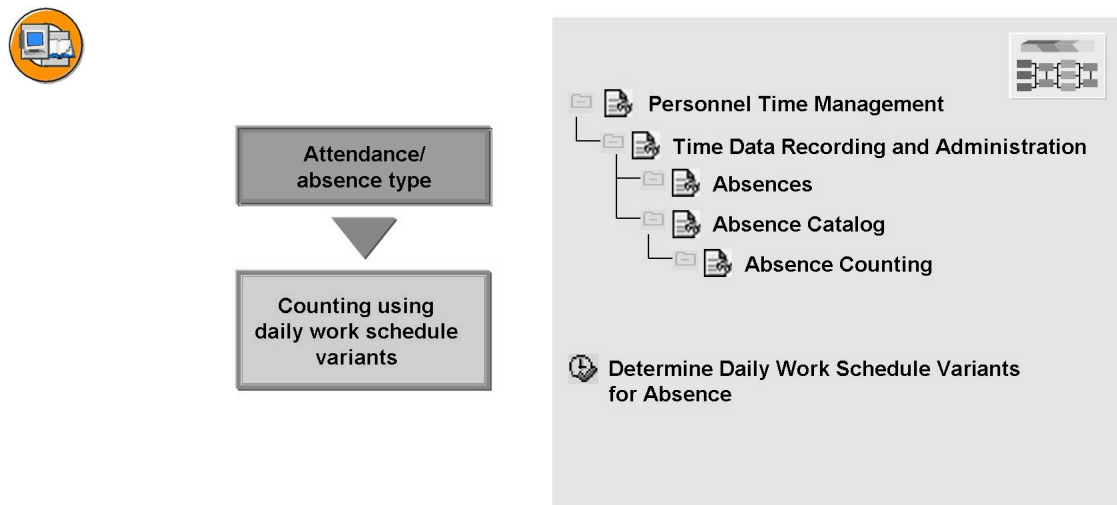 Attendance/
absence type
Counting using
daily work schedule
variants
Personnel Time Management
Time Data Recording and Administration
Absences
Absence Catalog
Absence Counting
Determine Daily Work Schedule Variants
for Absence